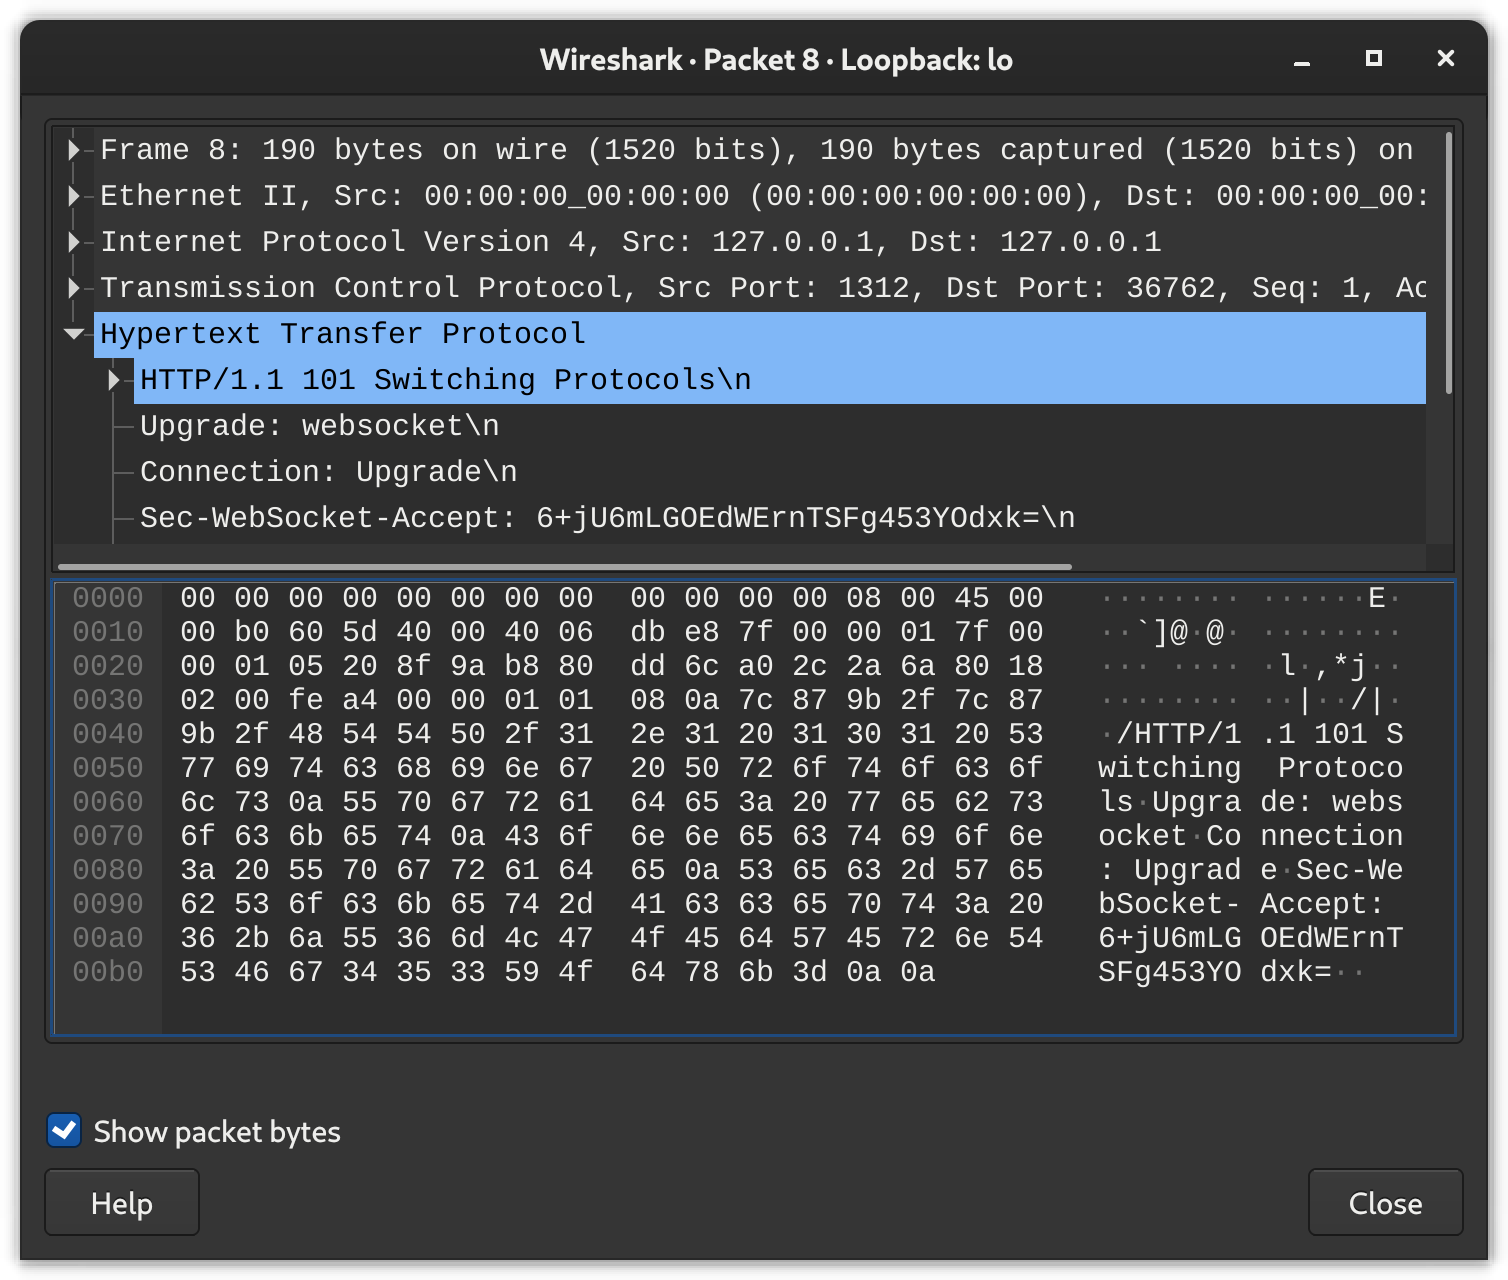 Wireshark · Packet 8 · Loopback: lo
Frame 8: 190 bytes on wire (1520 bits), 190 bytes captured (1520 bits) on
Ethernet II, Src: 00:00:00_00:00:00 (00:00:00:00:00:00), Dst: 00:00:00_00:
Internet Protocol Version 4, Src: 127.0.0.1, Dst: 127.0.0.1
Transmission Control Protocol, Src Port: 1312, Dst Port: 36762, Seq: 1, Ac
Hypertext Transfer Protocol
HTTP/1.1 101 Switching Protocols\n
Upgrade: websocket\n
Connection: Upgrade\n
Sec-WebSocket-Accept: 6+jU6mLGOEdWErnTSFg453YOdxk=\n
0000 00 00 00 00 00 00 00 00 00 00 00 00 08 00 45 00 ········ ······E·
0010 00 b0 60 5d 40 00 40 06 db e8 7f 00 00 01 7f 00 ··`]@·@· ········
0020 00 01 05 20 8f 9a b8 80 dd 6c a0 2c 2a 6a 80 18 ··· ···· ·l·,*j··
0030 02 00 fe a4 00 00 01 01 08 0a 7c 87 9b 2f 7c 87 ········ ··|··/|·
0040 9b 2f 48 54 54 50 2f 31 2e 31 20 31 30 31 20 53 ·/HTTP/1 .1 101 S
0050 77 69 74 63 68 69 6e 67 20 50 72 6f 74 6f 63 6f witching Protoco
0060 6c 73 0a 55 70 67 72 61 64 65 3a 20 77 65 62 73 ls·Upgra de: webs
0070 6f 63 6b 65 74 0a 43 6f 6e 6e 65 63 74 69 6f 6e ocket·Co nnection
0080 3a 20 55 70 67 72 61 64 65 0a 53 65 63 2d 57 65 : Upgrad e·Sec-We
0090 62 53 6f 63 6b 65 74 2d 41 63 63 65 70 74 3a 20 bSocket- Accept:
00a0 36 2b 6a 55 36 6d 4c 47 4f 45 64 57 45 72 6e 54 6+jU6mLG OEdWErnT
00b0 53 46 67 34 35 33 59 4f 64 78 6b 3d 0a 0a SFg453YO dxk=··
Show packet bytes
Help
Close